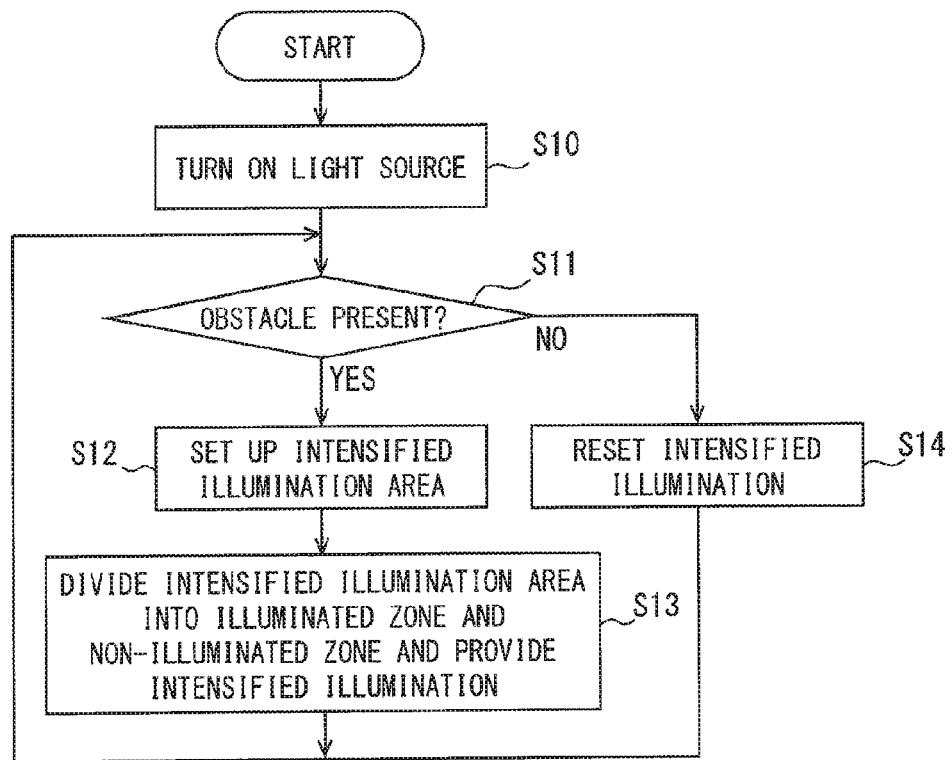 START
TURN ON LIGHT SOURCE
S10
S11
OBSTACLE PRESENT?
NO
YES
S12
SET UP INTENSIFIED
ILLUMINATION AREA
RESET INTENSIFIED
ILLUMINATION
S14
DIVIDE INTENSIFIED ILLUMINATION AREA
INTO ILLUMINATED ZONE AND
NON-ILLUMINATED ZONE AND PROVIDE
INTENSIFIED ILLUMINATION
S13